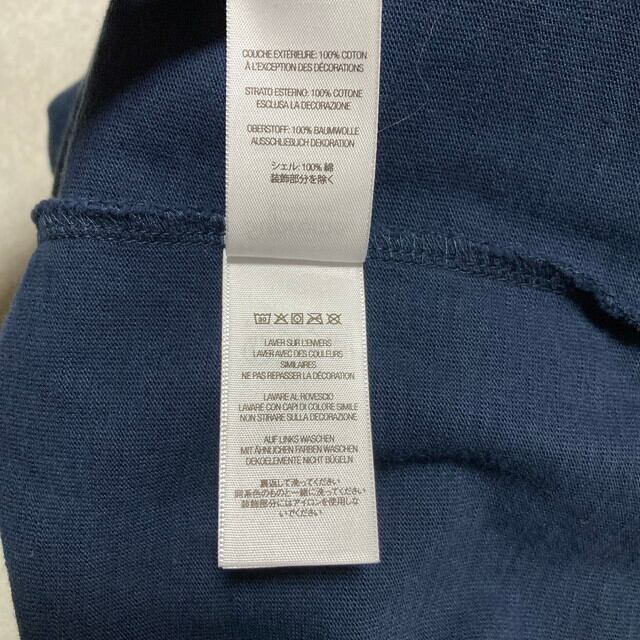 COUCHE EXTÉRIEURE: 100% COTON
À L'EXCEPTION DES DÉCORATIONS
STRATO ESTERNO: 100% COTONE
ESCLUSA LA DECORAZIONE
OBERSTOFF: 100% BAUMWOLLE
AUSSCHLIEBLICH DEKORATION
シェル: 100% 綿
装飾部分を除く
30
LAVER SUR L'ENVERS
LAVER AVEC DES COULEURS
SIMILAIRES
NE PAS REPASSER LA DÉCORATION
LAVARE AL ROVESCIO
LAVARE CON CAPI DI COLORE SIMILE
NON STIRARE SULLA DECORAZIONE
AUF LINKS WASCHEN
MIT ÄHNLICHEN FARBEN WASCHEN
DEKOELEMENTE NICHT BÜGELN
裏返して洗ってください
同系色のものと一緒に洗ってください
装飾部分にはアイロンを使用しな
いでください